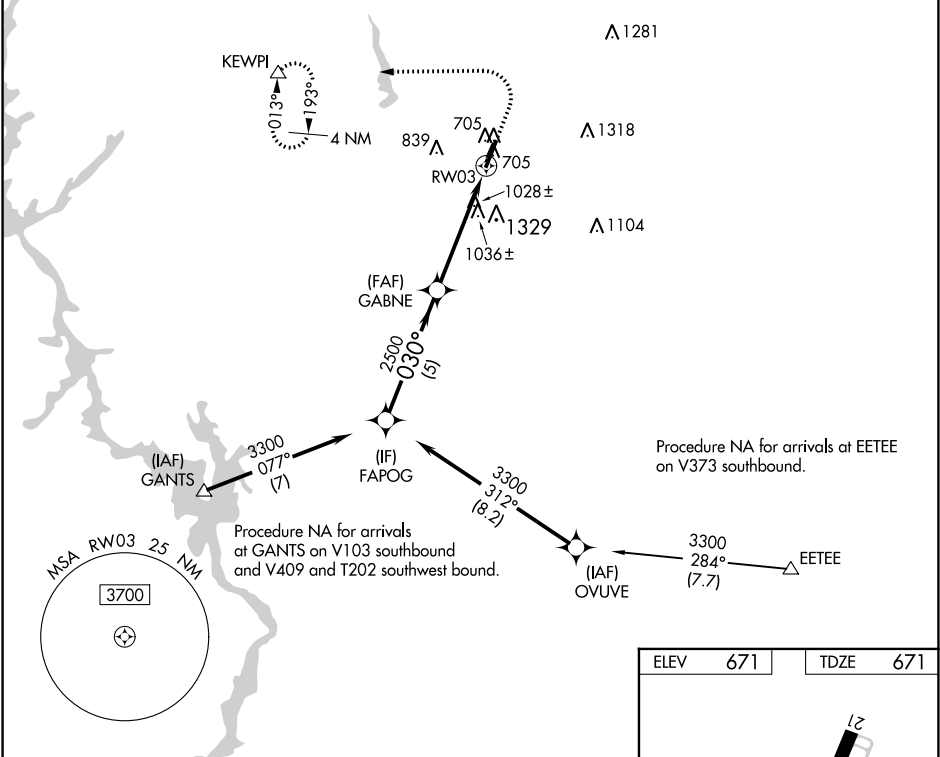 1281
KEWPI
013°
193°
4 NM
839
705
1318
705
RW03
1028±
1329
1036±
1104
(FAF)
GABNE
2500
030°
(5)
(IAF)
GANTS
3300
077°
(7)
(IF)
FAPOG
3300
312°
(8.2)
Procedure NA for arrivals at EETEE
on V373 southbound.
Procedure NA for arrivals
at GANTS on V103 southbound
and V409 and T202 southwest bound.
(IAF)
OVUVE
3300
284°
(7.7)
EETEE
MSA RW03 25 NM
3700
ELEV 671
TDZE 671
21